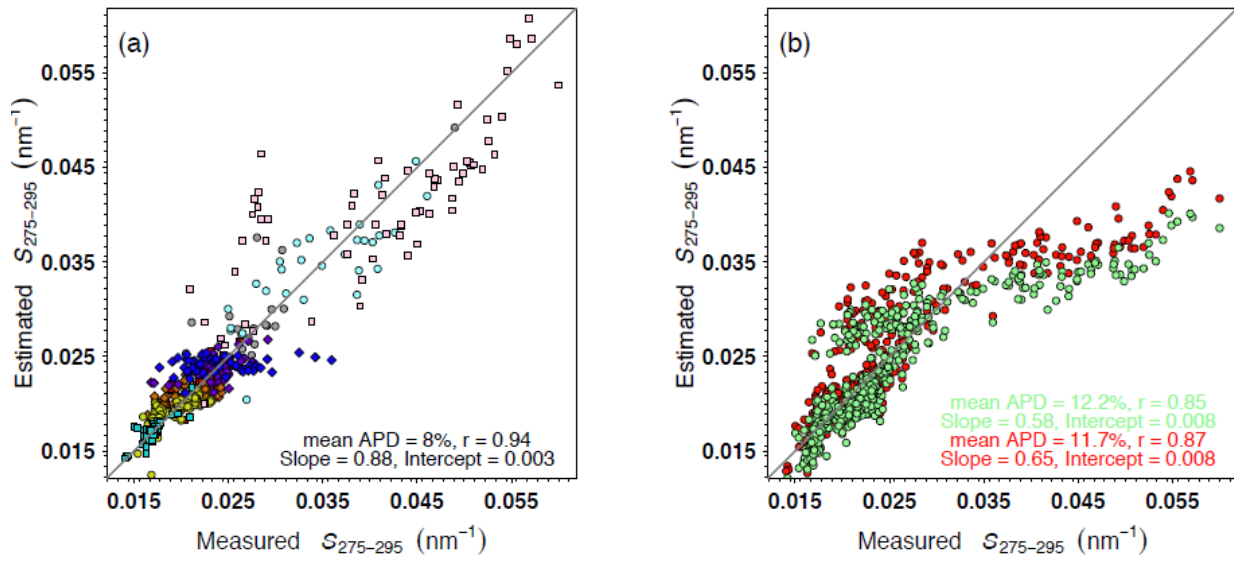 (a)
0.055
0.045
0.035
0.025
0.015
Estimated S275−295 (nm−1)
mean APD = 8%, r = 0.94
Slope = 0.88, Intercept = 0.003
0.015 0.025 0.035 0.045 0.055
Measured S275−295 (nm−1)
(b)
0.055
0.045
0.035
0.025
0.015
Estimated S275−295 (nm−1)
mean APD = 12.2%, r = 0.85
Slope = 0.58, Intercept = 0.008
mean APD = 11.7%, r = 0.87
Slope = 0.65, Intercept = 0.008
0.015 0.025 0.035 0.045 0.055
Measured S275−295 (nm−1)